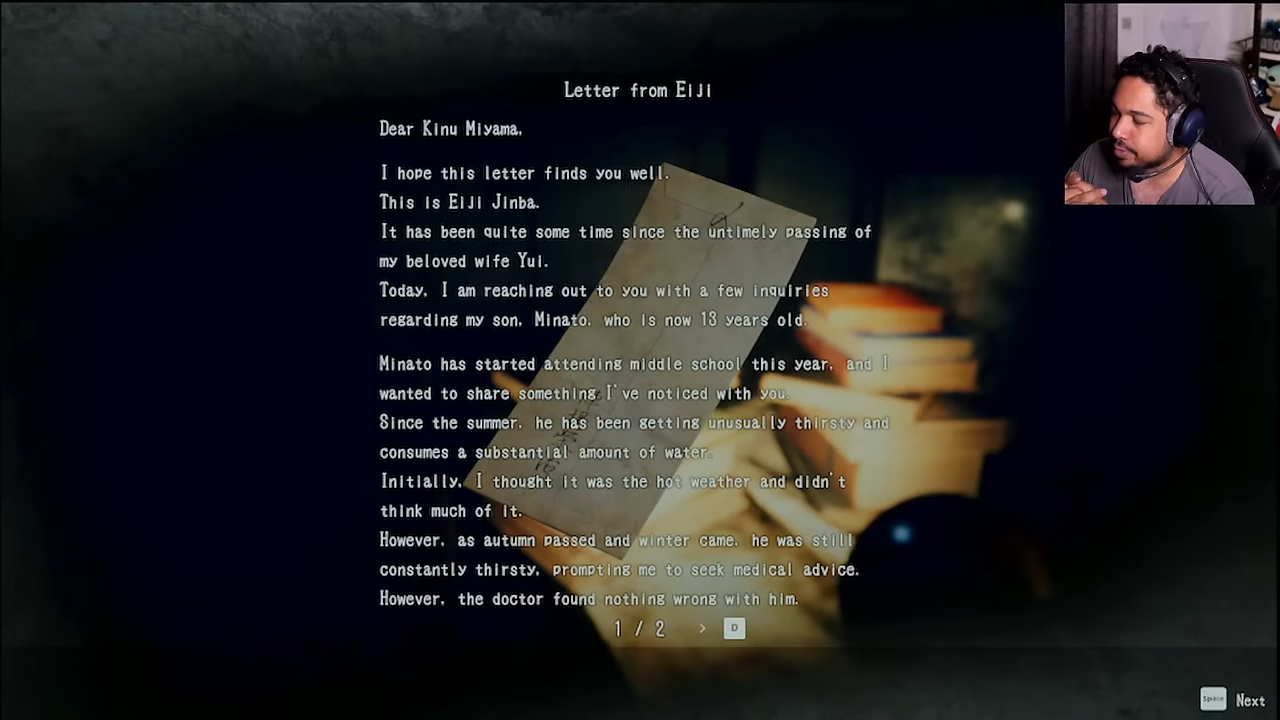 Letter from Eiji
Dear Kinu Miyama,
I hope this letter finds you well.
This is Eiji Jinba.
It has been quite some time since the untimely passing of
my beloved wife Yui.
Today, I am reaching out to you with a few inquiries
regarding my son, Minato, who is now 13 years old.
Minato has started attending middle school this year, and I
wanted to share something I've noticed with you.
Since the summer, he has been getting unusually thirsty and
consumes a substantial amount of water.
Initially, I thought it was the hot weather and didn't
think much of it.
However, as autumn passed and winter came, he was still
constantly thirsty, prompting me to seek medical advice.
However, the doctor found nothing wrong with him.
1 / 2 > D
Space Next